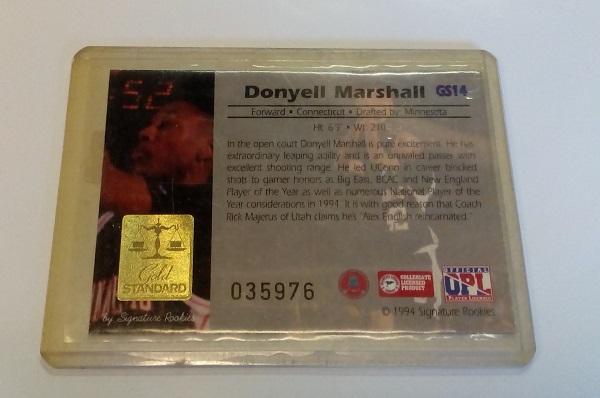 52
Donyell Marshall GS14
Forward • Connecticut • Drafted by: Minnesota
Ht: 6'9" • Wt: 210
In the open court Donyell Marshall is pure excitement. He has
extraordinary leaping agility and is an unrivaled passer with
excellent shooting range. He led UConn in career blocked
shots to garner honors as Big East, BCAC and New England
Player of the Year as well as numerous National Player of the
Year considerations in 1994. It is with good reason that Coach
Rick Majerus of Utah claims he's "Alex English reincarnated."
Gold
STANDARD
by Signature Rookies
035976
COLLEGIATE
LICENSED
PRODUCT
OFFICIAL
UPL
PLAYER LICENSED
© 1994 Signature Rookies